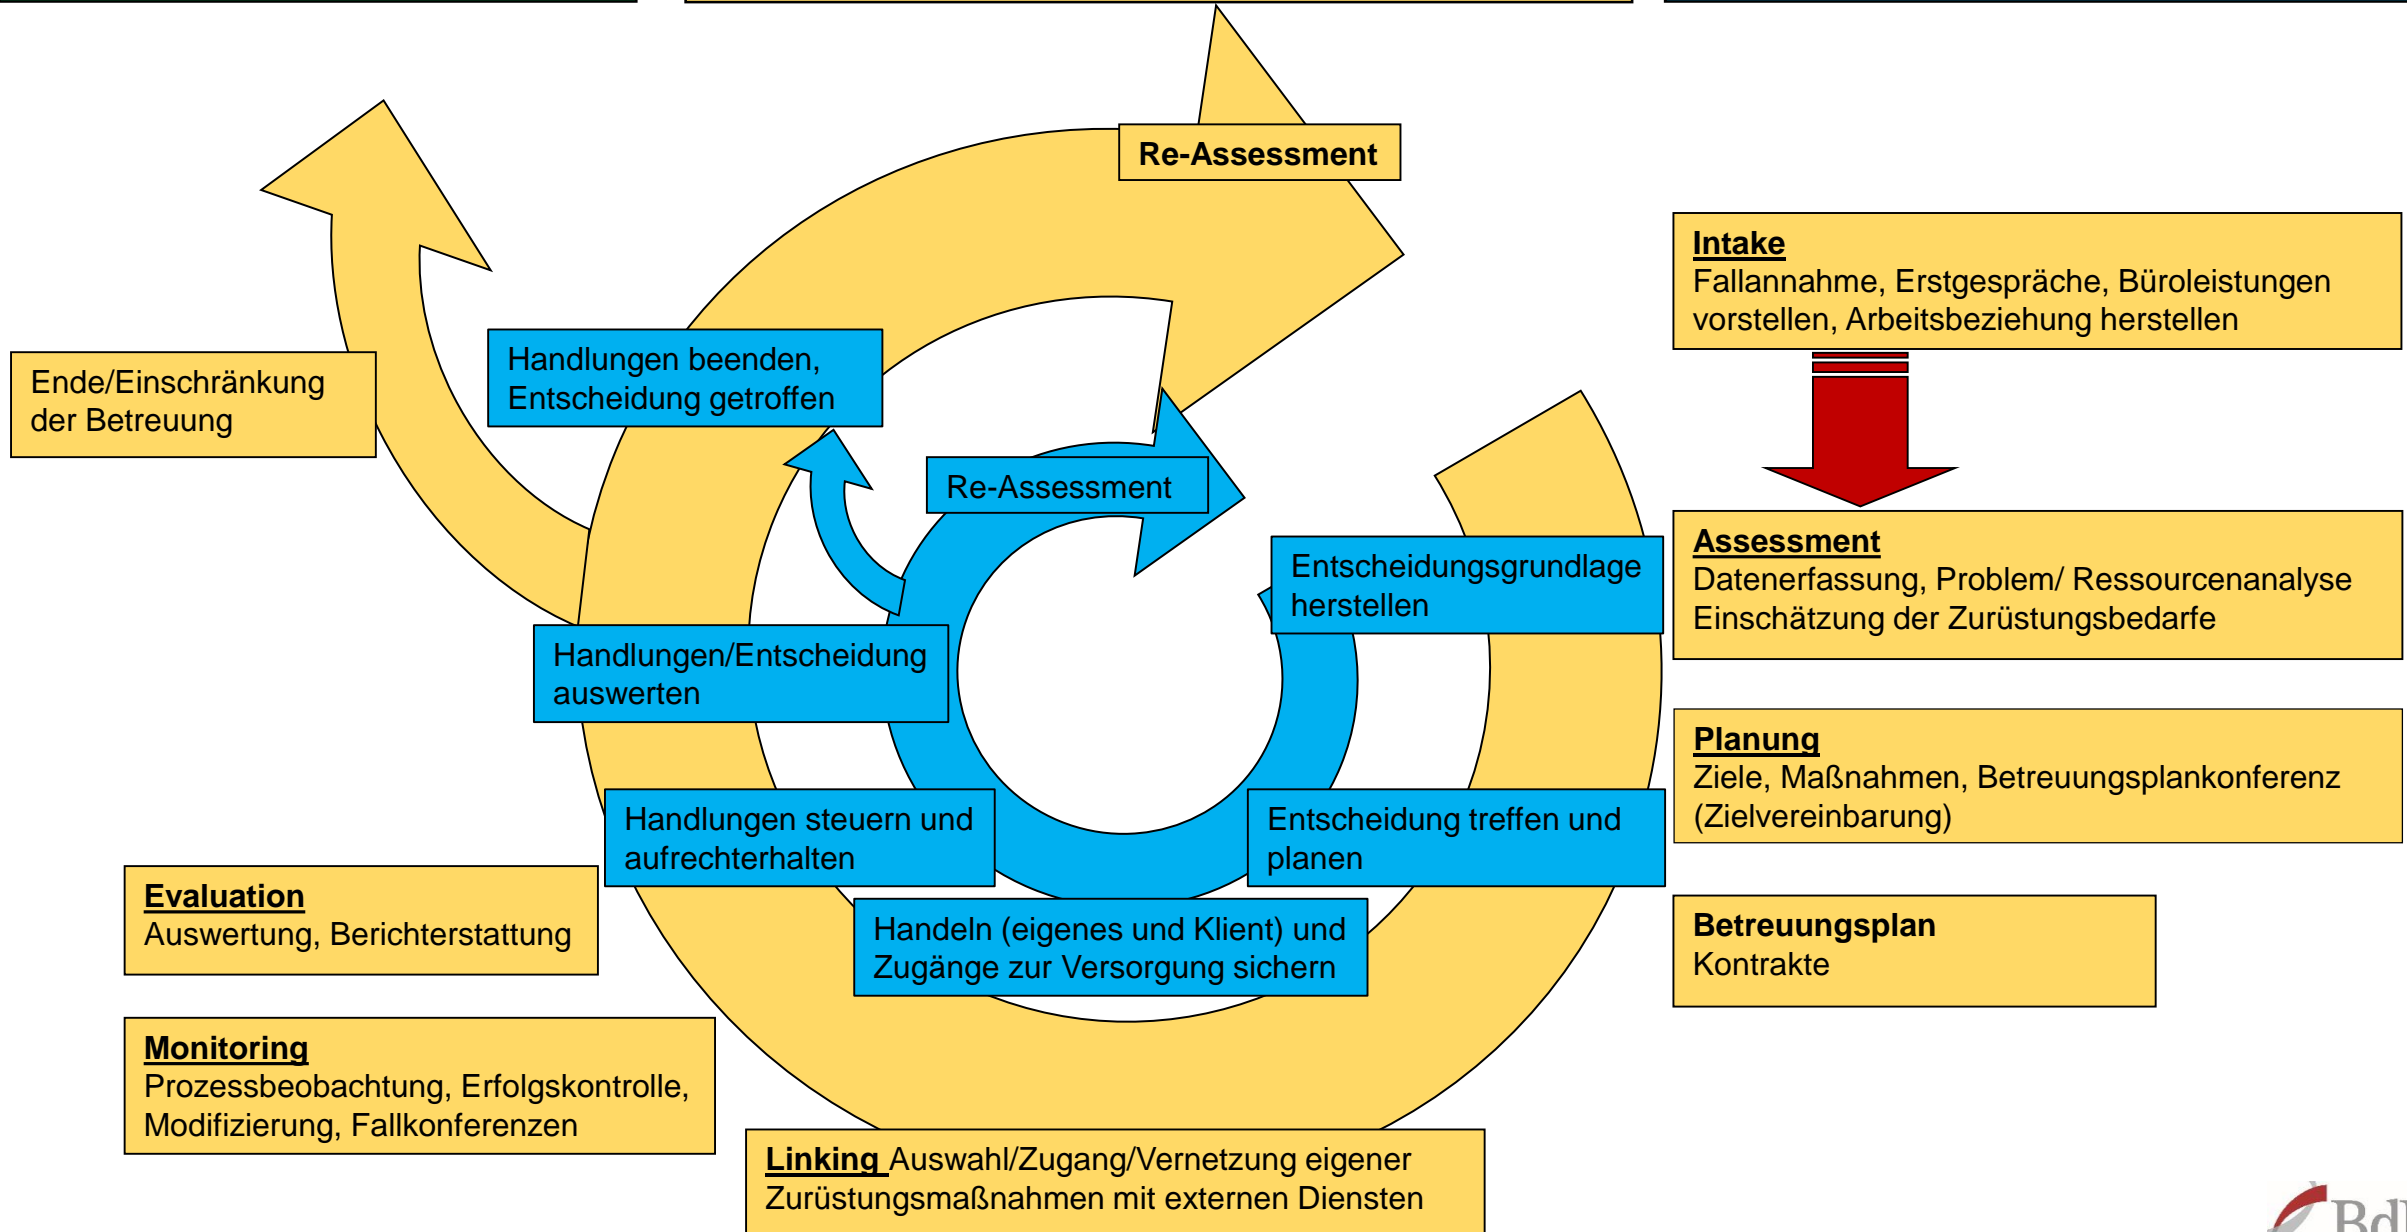 Re-Assessment
Intake
Fallannahme, Erstgespräche, Büroleistungen
vorstellen, Arbeitsbeziehung herstellen
Ende/Einschränkung
der Betreuung
Handlungen beenden,
Entscheidung getroffen
Re-Assessment
Entscheidungsgrundlage
herstellen
Assessment
Datenerfassung, Problem/ Ressourcenanalyse
Einschätzung der Zurüstungsbedarfe
Handlungen/Entscheidung
auswerten
Planung
Ziele, Maßnahmen, Betreuungsplankonferenz
(Zielvereinbarung)
Handlungen steuern und
aufrechterhalten
Entscheidung treffen und
planen
Evaluation
Auswertung, Berichterstattung
Handeln (eigenes und Klient) und
Zugänge zur Versorgung sichern
Betreuungsplan
Kontrakte
Monitoring
Prozessbeobachtung, Erfolgskontrolle,
Modifizierung, Fallkonferenzen
Linking Auswahl/Zugang/Vernetzung eigener
Zurüstungsmaßnahmen mit externen Diensten